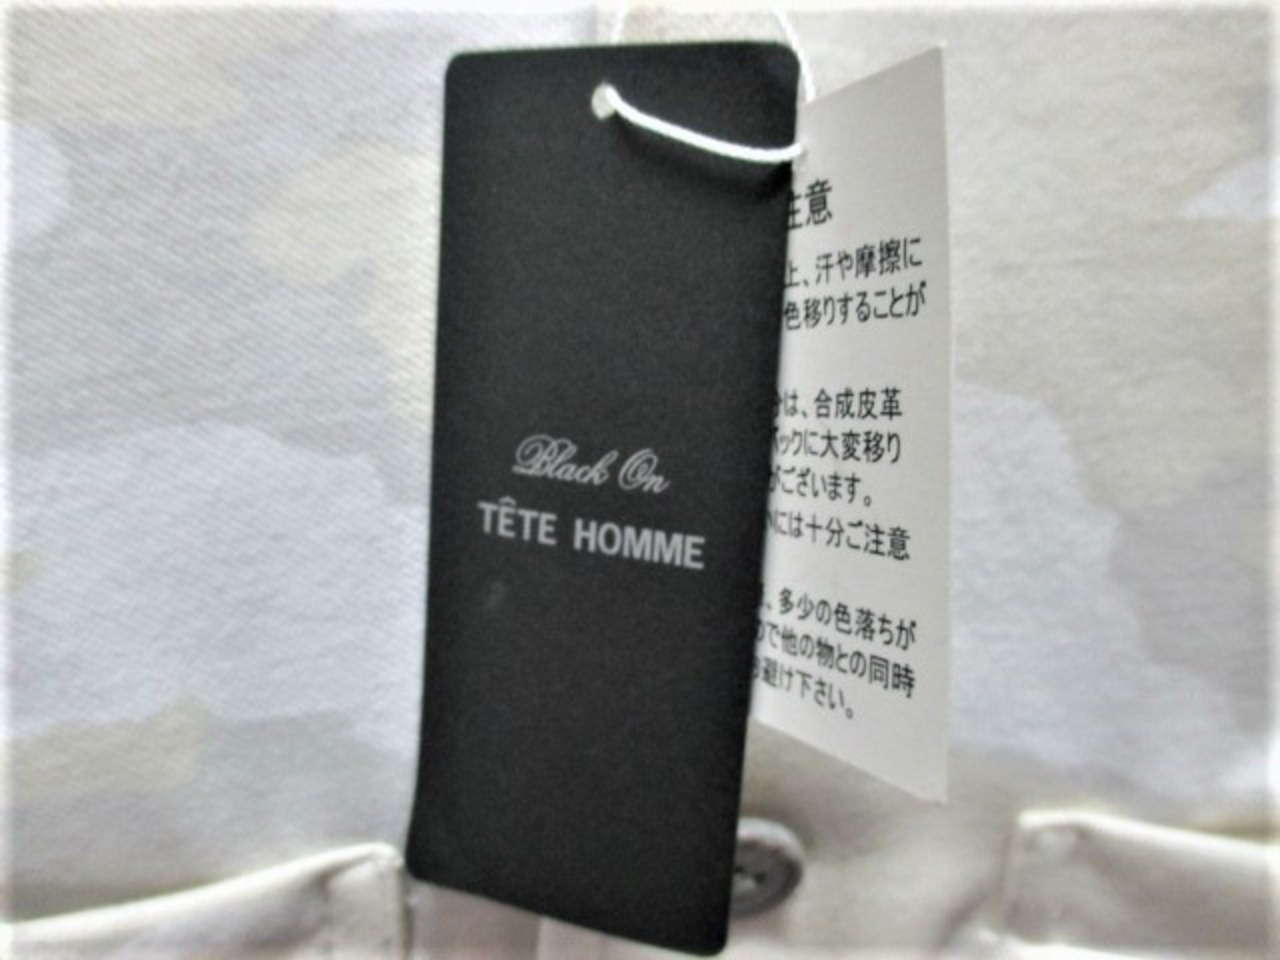 Black On
TÊTE HOMME
注意
上、汗や摩擦に
色移りすることが
は、合成皮革
ックに大変移り
がございます。
には十分ご注意
、多少の色落ちが
ので他の物との同時
お避け下さい。